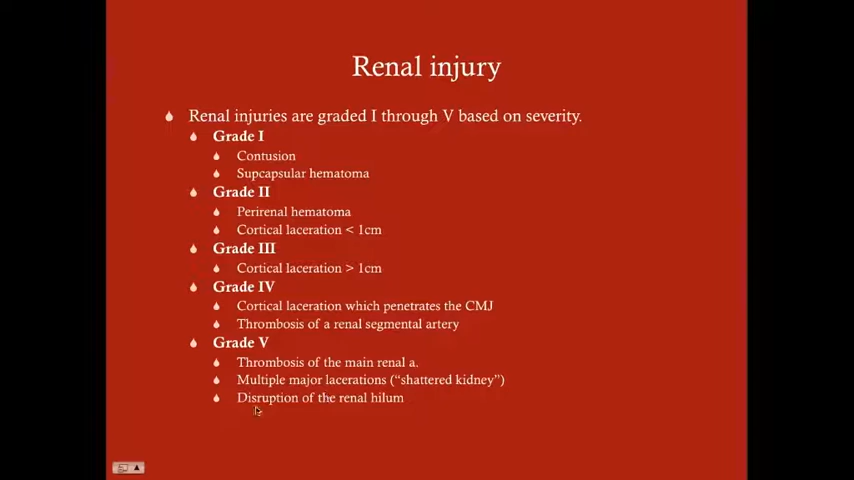 Renal injury
Renal injuries are graded I through V based on severity.
Grade I
Contusion
Supcapsular hematoma
Grade II
Perirenal hematoma
Cortical laceration < 1cm
Grade III
Cortical laceration > 1cm
Grade IV
Cortical laceration which penetrates the CMJ
Thrombosis of a renal segmental artery
Grade V
Thrombosis of the main renal a.
Multiple major lacerations (“shattered kidney”)
Disruption of the renal hilum